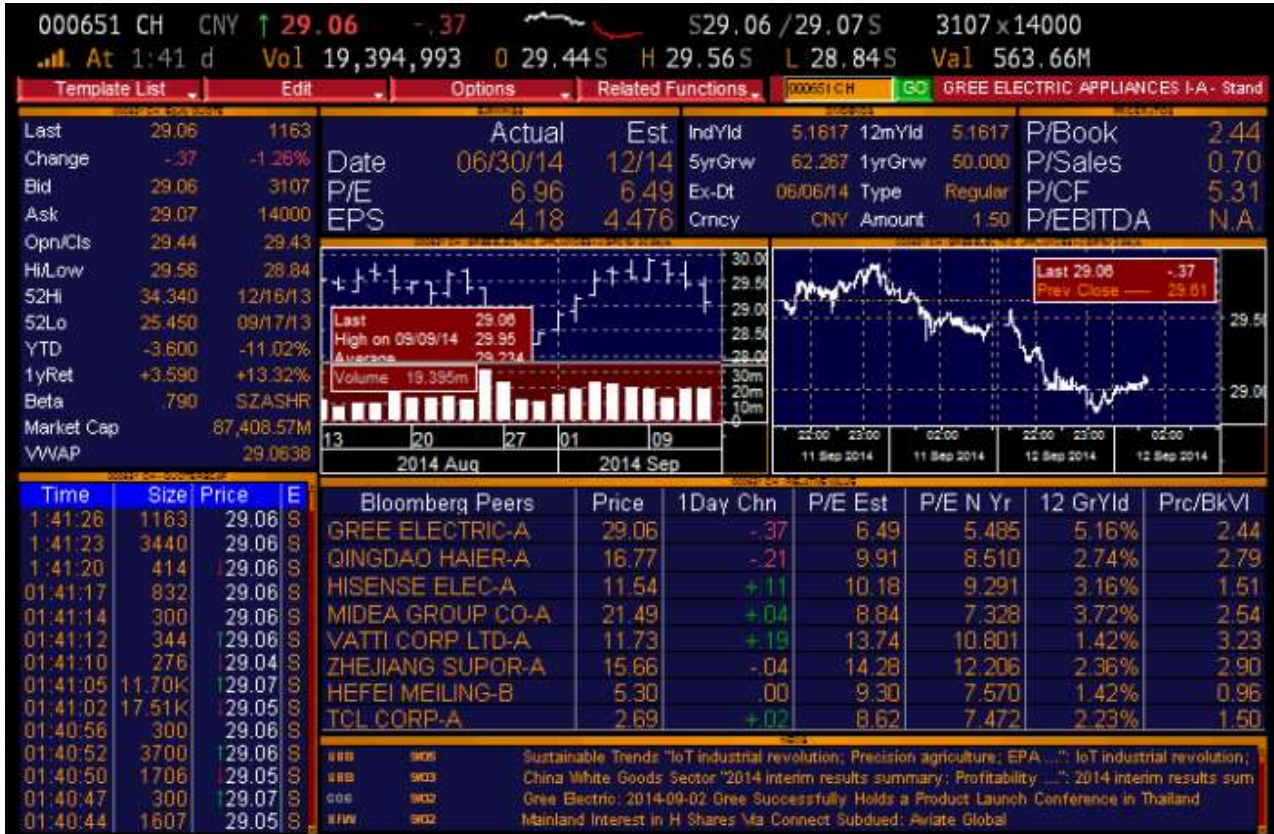 000651 CH CNY ↑ 29.06 -.37 S29.06 / 29.07S 3107 x 14000
At 1:41 d Vol 19,394,993 O 29.44S H 29.56S L 28.84S Val 563.66M
Template List Edit Options Related Functions 000651 CH GO GREE ELECTRIC APPLIANCES I-A - Stand
Last 29.06 1163
Change -.37 -1.26%
Bid 29.06 3107
Ask 29.07 14000
Opn/Cls 29.44 29.43
Hi/Low 29.56 28.84
52Hi 34.340 12/16/13
52Lo 25.450 09/17/13
YTD -3.600 -11.02%
1yRet +3.590 +13.32%
Beta .790 SZASHR
Market Cap 87,408.57M
VWAP 29.0638
Actual Est.
Date 06/30/14 12/14
P/E 6.96 6.49
EPS 4.18 4.476
IndYld 5.1617 12mYld 5.1617
5yrGrw 62.267 1yrGrw 50.000
Ex-Dt 06/06/14 Type Regular
Crncy CNY Amount 1.50
P/Book 2.44
P/Sales 0.70
P/CF 5.31
P/EBITDA N.A.
30.00
29.50
29.00
28.50
28.00
Last 29.06
High on 09/09/14 29.95
Average 29.234
Volume 19.395m
30m
20m
10m
13 20 27 01 09
2014 Aug 2014 Sep
Last 29.06 -.37
Prev Close 29.61
29.50
29.00
22:00 23:00 02:00 22:00 23:00 02:00
11 Sep 2014 11 Sep 2014 12 Sep 2014 12 Sep 2014
Time Size Price E
1:41:26 1163 29.06 S
1:41:23 3440 29.06 S
1:41:20 414 ↓29.06 S
01:41:17 832 29.06 S
01:41:14 300 29.06 S
01:41:12 344 ↑29.06 S
01:41:10 276 ↓29.04 S
01:41:05 11.70K ↑29.07 S
01:41:02 17.51K ↓29.05 S
01:40:56 300 29.06 S
01:40:52 3700 ↑29.06 S
01:40:50 1706 ↓29.05 S
01:40:47 300 ↑29.07 S
01:40:44 1607 29.05 S
Bloomberg Peers Price 1Day Chn P/E Est P/E N Yr 12 GrYld Prc/BkVl
GREE ELECTRIC-A 29.06 -.37 6.49 5.485 5.16% 2.44
QINGDAO HAIER-A 16.77 -.21 9.91 8.510 2.74% 2.79
HISENSE ELEC-A 11.54 +.11 10.18 9.291 3.16% 1.51
MIDEA GROUP CO-A 21.49 +.04 8.84 7.328 3.72% 2.54
VATTI CORP LTD-A 11.73 +.19 13.74 10.801 1.42% 3.23
ZHEJIANG SUPOR-A 15.66 -.04 14.28 12.206 2.36% 2.90
HEFEI MEILING-B 5.30 .00 9.30 7.570 1.42% 0.96
TCL CORP-A 2.69 +.02 8.62 7.472 2.23% 1.50
9/05 Sustainable Trends "IoT industrial revolution; Precision agriculture; EPA ...": IoT industrial revolution;
9/03 China White Goods Sector "2014 interim results summary: Profitability ...": 2014 interim results sum
9/02 Gree Electric: 2014-09-02 Gree Successfully Holds a Product Launch Conference in Thailand
9/02 Mainland Interest in H Shares Via Connect Subdued: Aviate Global